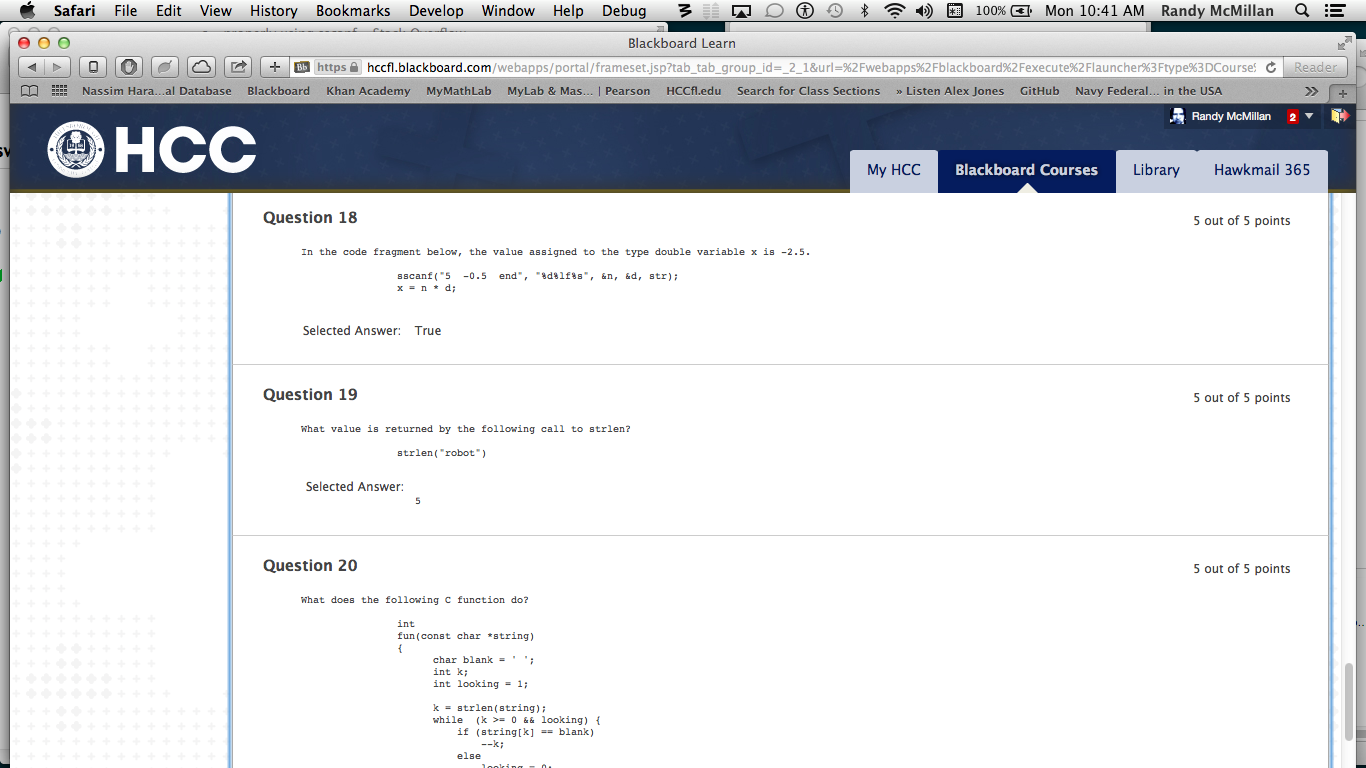 Safari File Edit View History Bookmarks Develop Window Help Debug 100% Mon 10:41 AM Randy McMillan
Blackboard Learn
https hccfl.blackboard.com/webapps/portal/frameset.jsp?tab_tab_group_id=_2_1&url=%2Fwebapps%2Fblackboard%2Fexecute%2Flauncher%3Ftype%3DCourse% Reader
Nassim Hara...al Database Blackboard Khan Academy MyMathLab MyLab & Mas... | Pearson HCCfl.edu Search for Class Sections » Listen Alex Jones GitHub Navy Federal... in the USA
Randy McMillan 2
HCC
My HCC Blackboard Courses Library Hawkmail 365
Question 18
5 out of 5 points
In the code fragment below, the value assigned to the type double variable x is -2.5.
sscanf("5  -0.5  end", "%d%lf%s", &n, &d, str);
x = n * d;
Selected Answer: True
Question 19
5 out of 5 points
What value is returned by the following call to strlen?
strlen("robot")
Selected Answer:
5
Question 20
5 out of 5 points
What does the following C function do?
int
fun(const char *string)
{
char blank = ' ';
int k;
int looking = 1;
k = strlen(string);
while  (k >= 0 && looking) {
if (string[k] == blank)
--k;
else
looking = 0;